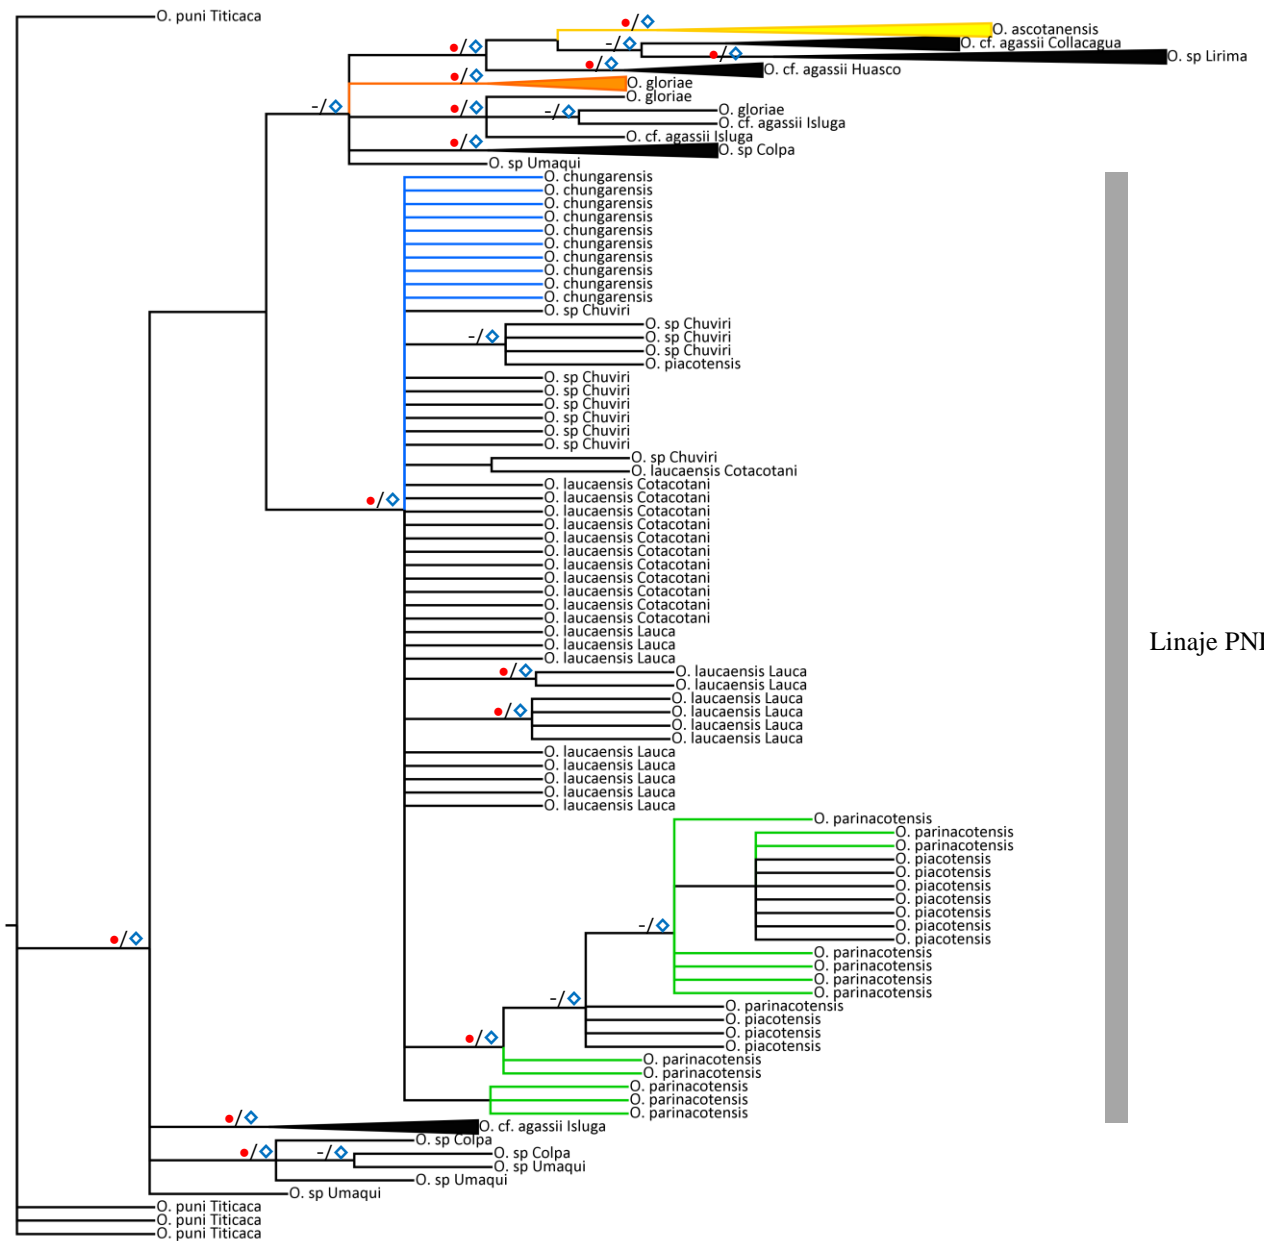 O. puni Titicaca
O. ascotanensis
O. cf. agassii Collacagua
O. sp Lirima
O. cf. agassii Huasco
O. gloriae
O. gloriae
O. gloriae
O. cf. agassii Isluga
O. cf. agassii Isluga
O. sp Colpa
O. sp Umaqui
O. chungarensis
O. chungarensis
O. chungarensis
O. chungarensis
O. chungarensis
O. chungarensis
O. chungarensis
O. chungarensis
O. chungarensis
O. chungarensis
O. sp Chuviri
O. sp Chuviri
O. sp Chuviri
O. sp Chuviri
O. piacotensis
O. sp Chuviri
O. sp Chuviri
O. sp Chuviri
O. sp Chuviri
O. sp Chuviri
O. sp Chuviri
O. sp Chuviri
O. laucaensis Cotacotani
O. laucaensis Cotacotani
O. laucaensis Cotacotani
O. laucaensis Cotacotani
O. laucaensis Cotacotani
O. laucaensis Cotacotani
O. laucaensis Cotacotani
O. laucaensis Cotacotani
O. laucaensis Cotacotani
O. laucaensis Cotacotani
O. laucaensis Cotacotani
O. laucaensis Cotacotani
O. laucaensis Lauca
O. laucaensis Lauca
Linaje PNI
O. laucaensis Lauca
O. laucaensis Lauca
O. laucaensis Lauca
O. laucaensis Lauca
O. laucaensis Lauca
O. laucaensis Lauca
O. laucaensis Lauca
O. laucaensis Lauca
O. laucaensis Lauca
O. laucaensis Lauca
O. laucaensis Lauca
O. laucaensis Lauca
O. parinacotensis
O. parinacotensis
O. parinacotensis
O. piacotensis
O. piacotensis
O. piacotensis
O. piacotensis
O. piacotensis
O. piacotensis
O. piacotensis
O. parinacotensis
O. parinacotensis
O. parinacotensis
O. parinacotensis
O. parinacotensis
O. piacotensis
O. piacotensis
O. piacotensis
O. parinacotensis
O. parinacotensis
O. parinacotensis
O. parinacotensis
O. parinacotensis
O. cf. agassii Isluga
O. sp Colpa
O. sp Colpa
O. sp Umaqui
O. sp Umaqui
O. sp Umaqui
O. puni Titicaca
O. puni Titicaca
O. puni Titicaca